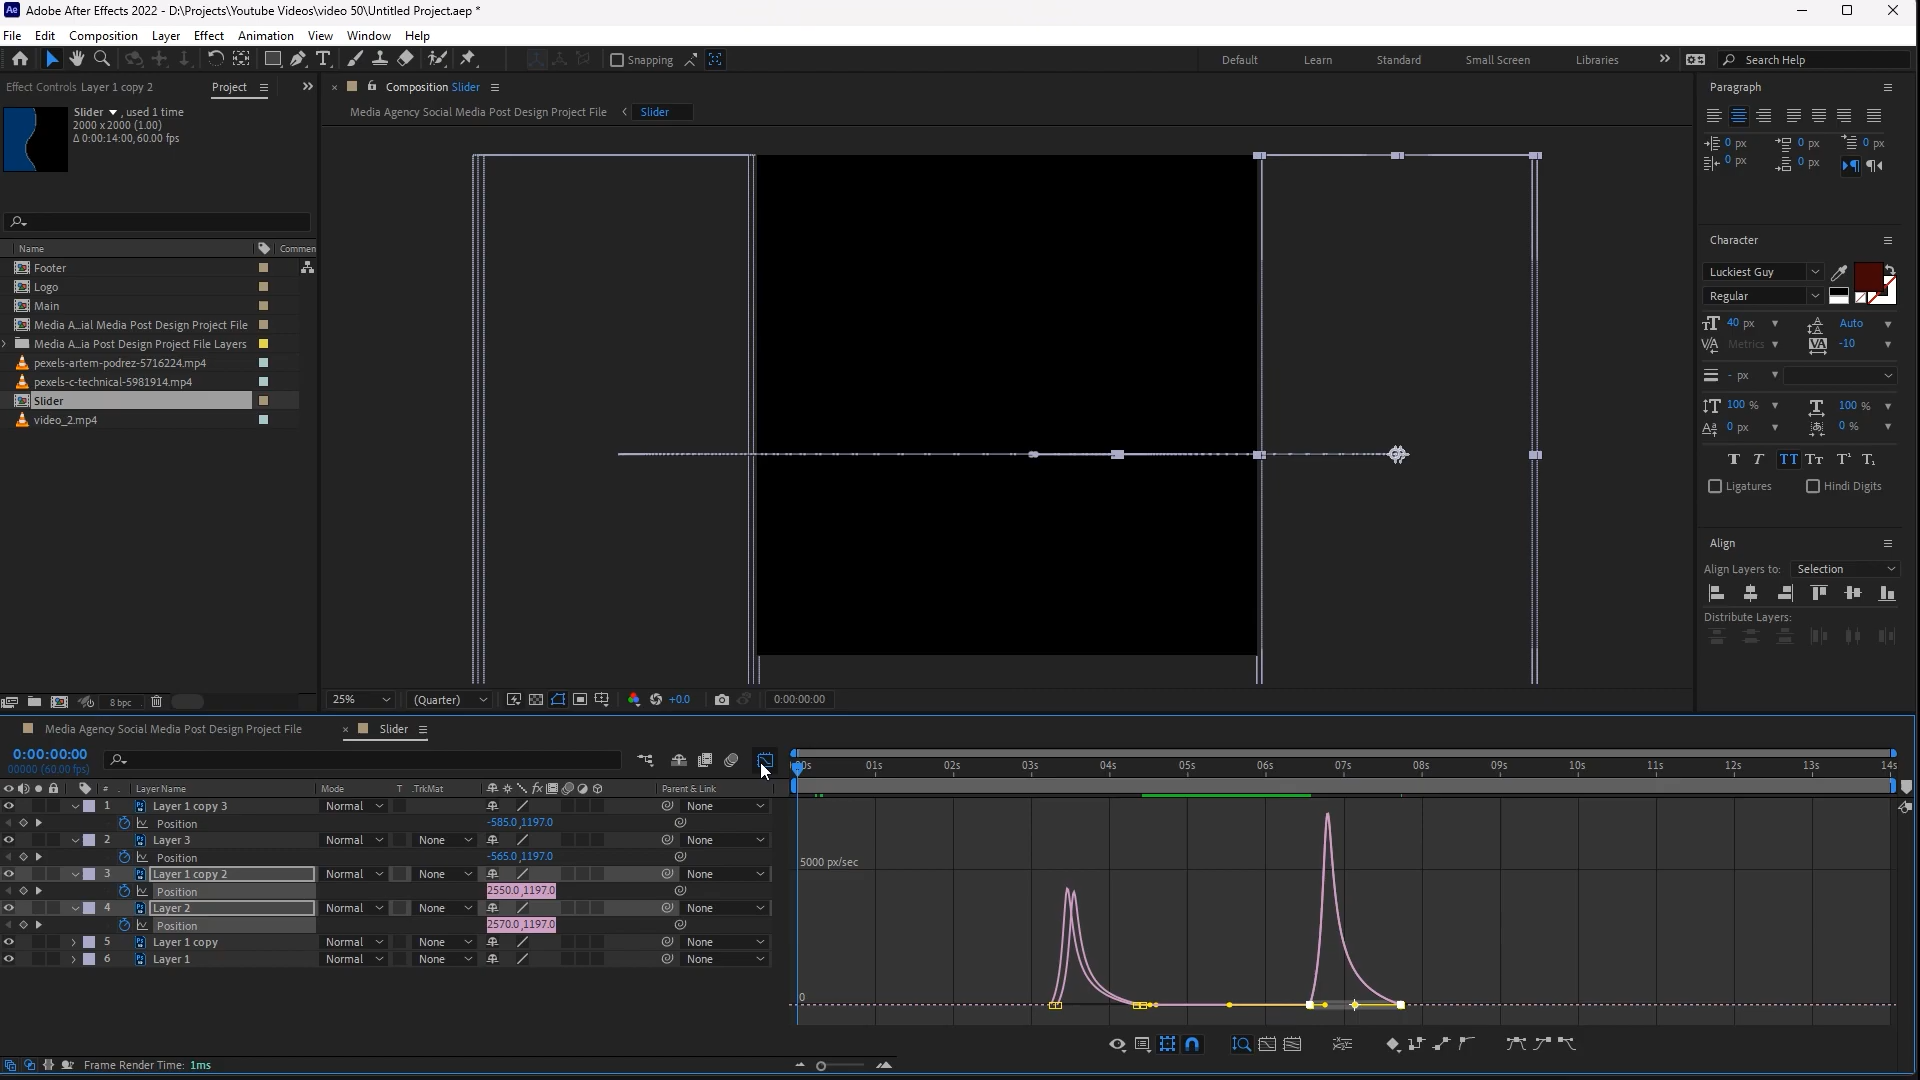 Adobe After Effects 2022 - D:\Projects\Youtube Videos\video 50\Untitled Project.aep *
File Edit Composition Layer Effect Animation View Window Help
Snapping
Default Learn Standard Small Screen Libraries Search Help
Effect Controls Layer 1 copy 2 Project
Composition Slider
Media Agency Social Media Post Design Project File Slider
Slider , used 1 time
2000 x 2000 (1.00)
Δ 0:00:14:00, 60.00 fps
Name Commen
Footer
Logo
Main
Media A...ial Media Post Design Project File
Media A...ia Post Design Project File Layers
pexels-artem-podrez-5716224.mp4
pexels-c-technical-5981914.mp4
Slider
video_2.mp4
8 bpc
25% (Quarter) +0.0 0:00:00:00
Paragraph
0 px 0 px 0 px
0 px 0 px
Character
Luckiest Guy
Regular
40 px Auto
Metrics -10
- px
100 % 100 %
0 px 0 %
Ligatures Hindi Digits
Align
Align Layers to: Selection
Distribute Layers:
Media Agency Social Media Post Design Project File Slider
0:00:00:00
00000 (60.00 fps)
Layer Name Mode T .TrkMat Parent & Link
1 Layer 1 copy 3 Normal None
Position -585.0,1197.0
2 Layer 3 Normal None None
Position -565.0,1197.0
3 Layer 1 copy 2 Normal None None
Position 2550.0,1197.0
4 Layer 2 Normal None None
Position 2570.0,1197.0
5 Layer 1 copy Normal None None
6 Layer 1 Normal None None
00s 01s 02s 03s 04s 05s 06s 07s 08s 09s 10s 11s 12s 13s 14s
5000 px/sec
0
Frame Render Time: 1ms